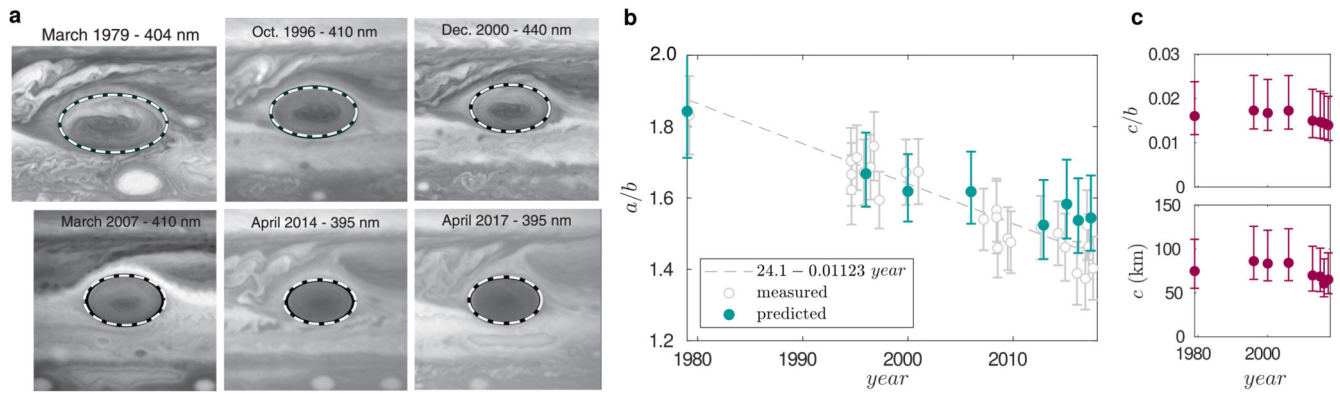 a
March 1979 - 404 nm
Oct. 1996 - 410 nm
Dec. 2000 - 440 nm
March 2007 - 410 nm
April 2014 - 395 nm
April 2017 - 395 nm
b
2.0
1.8
1.6
1.4
1.2
a/b
24.1 − 0.01123 year
measured
predicted
1980
1990
2000
2010
year
c
0.03
0.02
0.01
0
c/b
150
100
50
0
c (km)
1980
2000
year